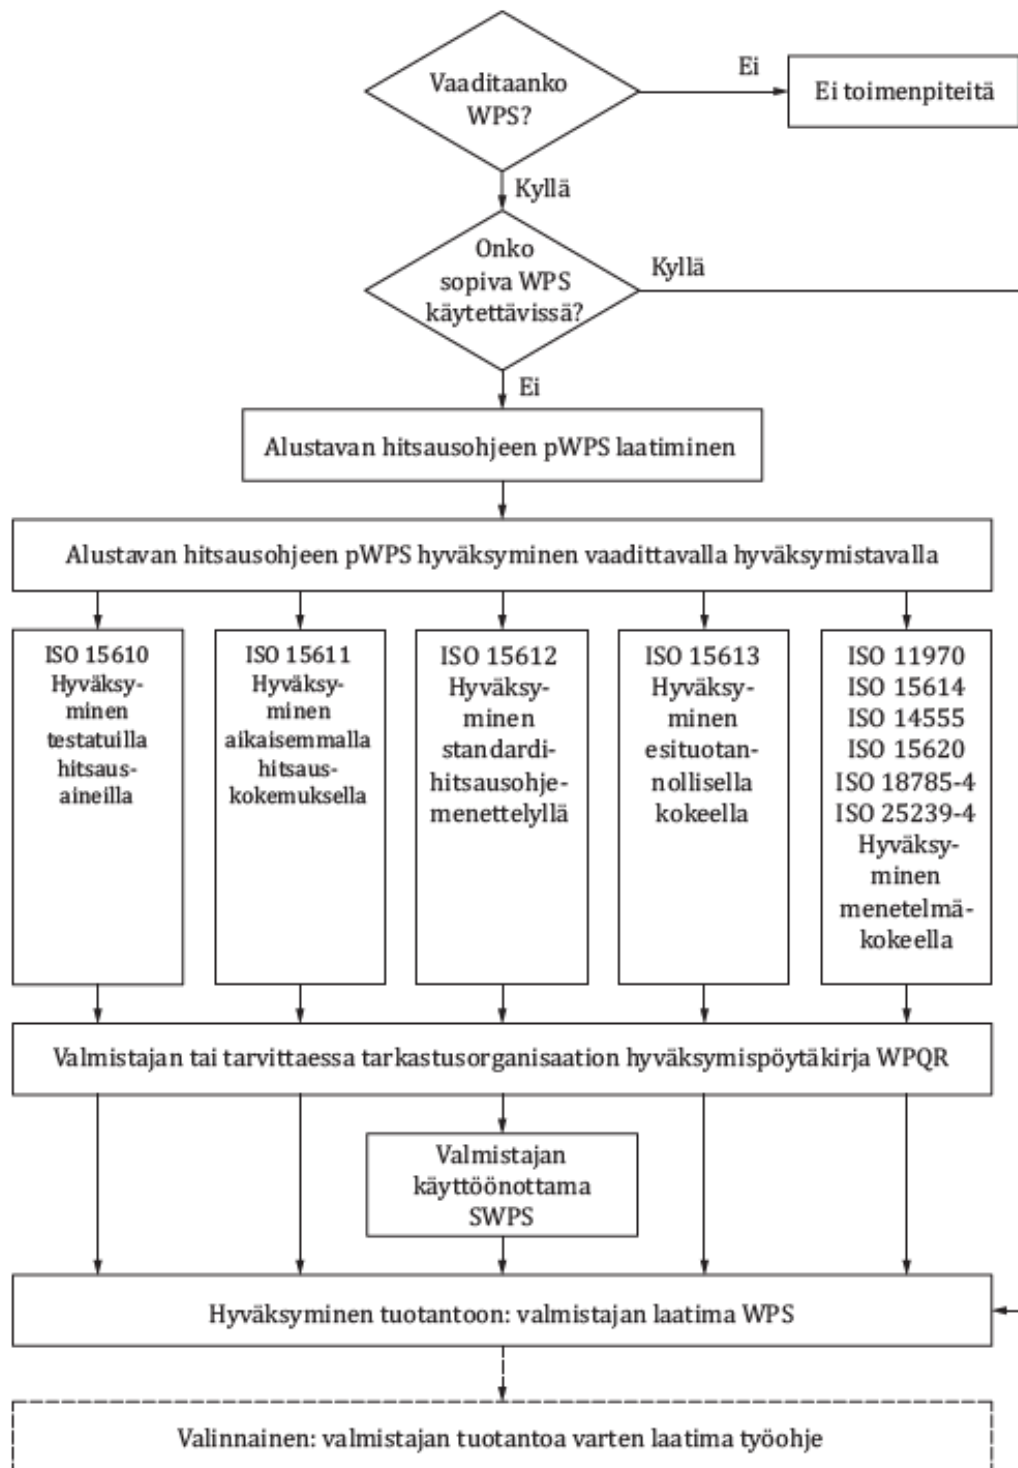 Vaaditaanko
WPS?
Ei
Ei toimenpiteitä
Kyllä
Onko
sopiva WPS
käytettävissä?
Kyllä
Ei
Alustavan hitsausohjeen pWPS laatiminen
Alustavan hitsausohjeen pWPS hyväksyminen vaadittavalla hyväksymistavalla
ISO 15610
Hyväksy-
minen
testatuilla
hitsaus-
aineilla
ISO 15611
Hyväksy-
minen
aikaisemmalla
hitsaus-
kokemuksella
ISO 15612
Hyväksy-
minen
standardi-
hitsausohje-
menettelyllä
ISO 15613
Hyväksy-
minen
esituotan-
nollisella
kokeella
ISO 11970
ISO 15614
ISO 14555
ISO 15620
ISO 18785-4
ISO 25239-4
Hyväksy-
minen
menetelmä-
kokeella
Valmistajan tai tarvittaessa tarkastusorganisaation hyväksymispöytäkirja WPQR
Valmistajan
käyttöönottama
SWPS
Hyväksyminen tuotantoon: valmistajan laatima WPS
Valinnainen: valmistajan tuotantoa varten laatima työohje